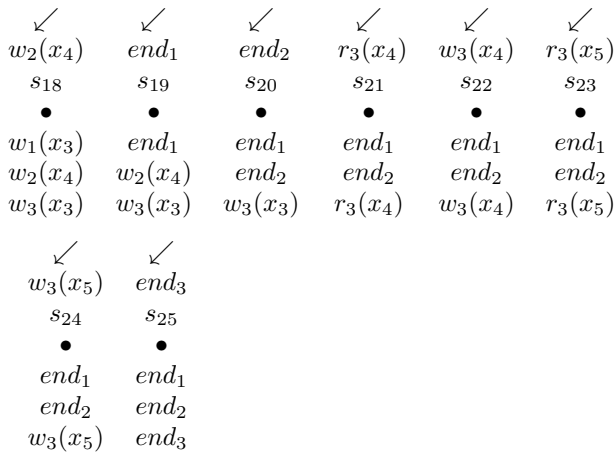 ↙ ↙ ↙ ↙ ↙ ↙
w₂(x₄) end₁ end₂ r₃(x₄) w₃(x₄) r₃(x₅)
s₁₈ s₁₉ s₂₀ s₂₁ s₂₂ s₂₃
• • • • • •
w₁(x₃) end₁ end₁ end₁ end₁ end₁
w₂(x₄) w₂(x₄) end₂ end₂ end₂ end₂
w₃(x₃) w₃(x₃) w₃(x₃) r₃(x₄) w₃(x₄) r₃(x₅)
↙ ↙
w₃(x₅) end₃
s₂₄ s₂₅
• •
end₁ end₁
end₂ end₂
w₃(x₅) end₃